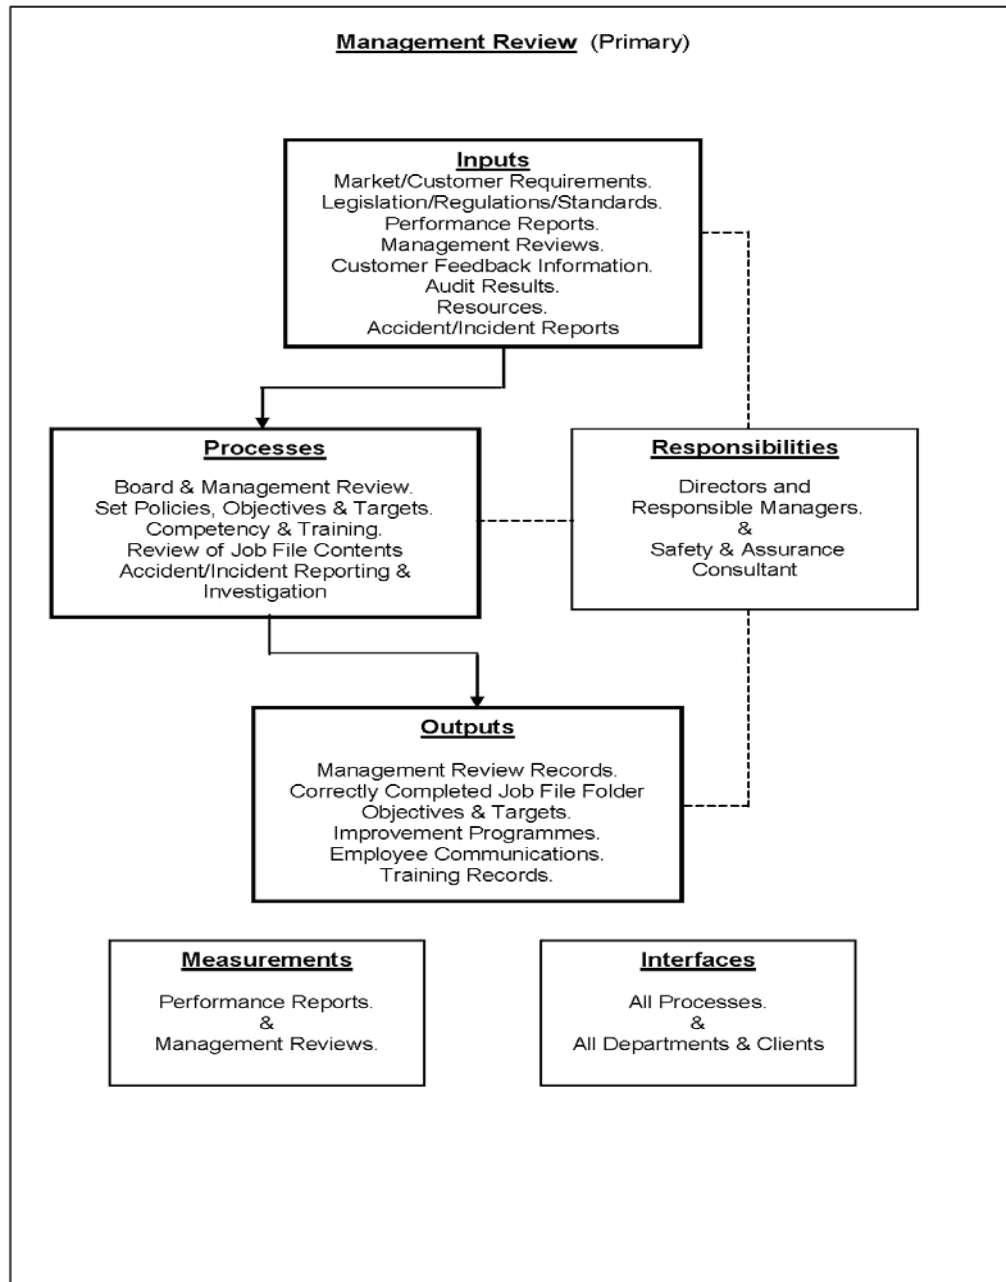 Management Review (Primary)
Inputs
Market/Customer Requirements.
Legislation/Regulations/Standards.
Performance Reports.
Management Reviews.
Customer Feedback Information.
Audit Results.
Resources.
Accident/Incident Reports
Processes
Board & Management Review.
Set Policies, Objectives & Targets.
Competency & Training.
Review of Job File Contents
Accident/Incident Reporting &
Investigation
Responsibilities
Directors and
Responsible Managers.
&
Safety & Assurance
Consultant
Outputs
Management Review Records.
Correctly Completed Job File Folder
Objectives & Targets.
Improvement Programmes.
Employee Communications.
Training Records.
Measurements
Performance Reports.
&
Management Reviews.
Interfaces
All Processes.
&
All Departments & Clients